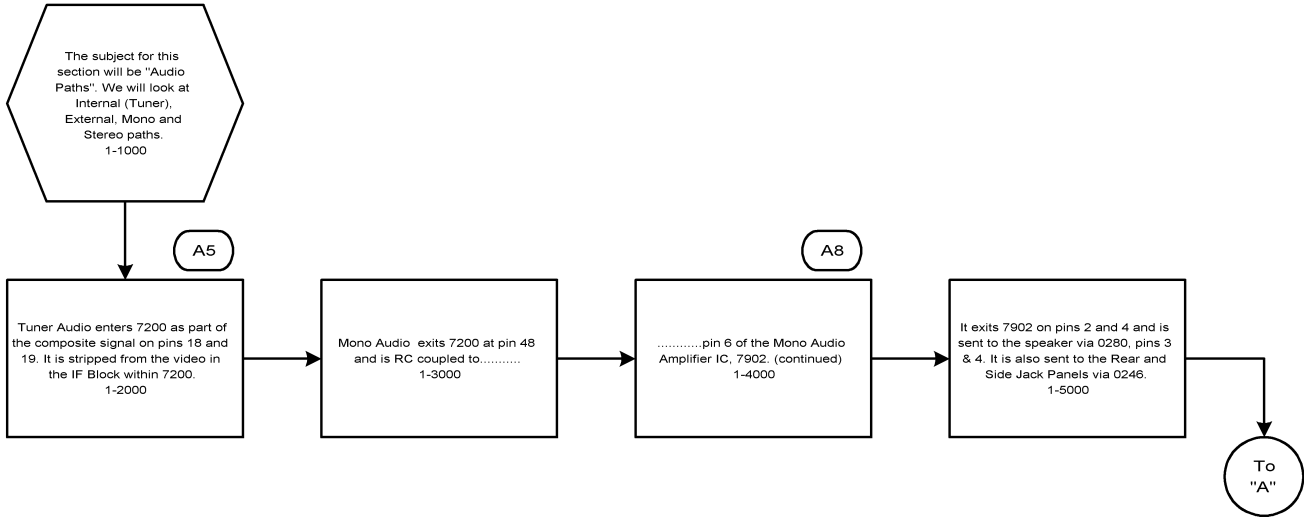 The subject for this
section will be "Audio
Paths". We will look at
Internal (Tuner),
External, Mono and
Stereo paths.
1-1000
A5
Tuner Audio enters 7200 as part of
the composite signal on pins 18 and
19. It is stripped from the video in
the IF Block within 7200.
1-2000
Mono Audio exits 7200 at pin 48
and is RC coupled to...........
1-3000
A8
............pin 6 of the Mono Audio
Amplifier IC, 7902. (continued)
1-4000
It exits 7902 on pins 2 and 4 and is
sent to the speaker via 0280, pins 3
& 4. It is also sent to the Rear and
Side Jack Panels via 0246.
1-5000
To
"A"